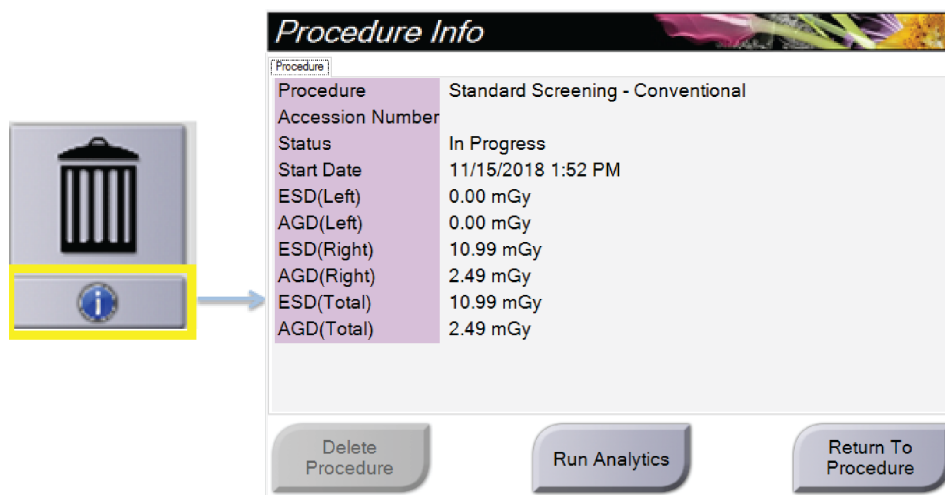 Procedure Info
Procedure
Procedure Standard Screening - Conventional
Accession Number
Status In Progress
Start Date 11/15/2018 1:52 PM
ESD(Left) 0.00 mGy
AGD(Left) 0.00 mGy
ESD(Right) 10.99 mGy
AGD(Right) 2.49 mGy
ESD(Total) 10.99 mGy
AGD(Total) 2.49 mGy
Delete
Procedure
Run Analytics
Return To
Procedure